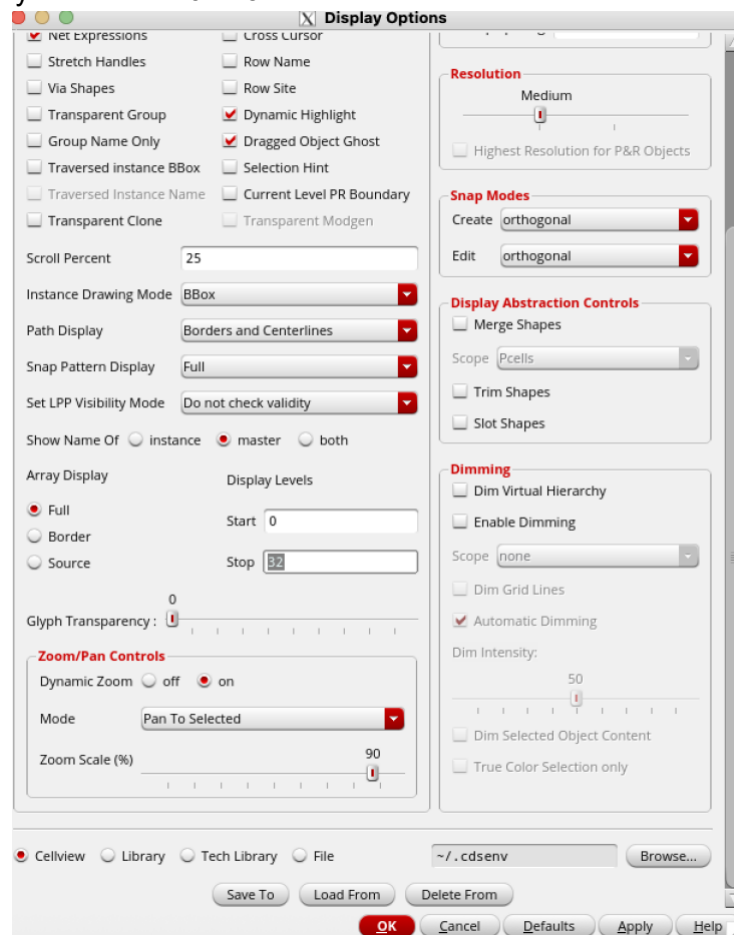 Display Options
Net Expressions
Cross Cursor
Stretch Handles
Row Name
Via Shapes
Row Site
Transparent Group
Dynamic Highlight
Group Name Only
Dragged Object Ghost
Traversed instance BBox
Selection Hint
Traversed Instance Name
Current Level PR Boundary
Transparent Clone
Transparent Modgen
Scroll Percent 25
Instance Drawing Mode BBox
Path Display Borders and Centerlines
Snap Pattern Display Full
Set LPP Visibility Mode Do not check validity
Show Name Of instance master both
Array Display
Display Levels
Full
Start 0
Border
Source
Stop 32
0
Glyph Transparency :
Zoom/Pan Controls
Dynamic Zoom off on
Mode Pan To Selected
90
Zoom Scale (%)
Resolution
Medium
Highest Resolution for P&R Objects
Snap Modes
Create orthogonal
Edit orthogonal
Display Abstraction Controls
Merge Shapes
Scope Pcells
Trim Shapes
Slot Shapes
Dimming
Dim Virtual Hierarchy
Enable Dimming
Scope none
Dim Grid Lines
Automatic Dimming
Dim Intensity:
50
Dim Selected Object Content
True Color Selection only
Cellview Library Tech Library File ~/.cdsenv Browse...
Save To Load From Delete From
OK Cancel Defaults Apply Help